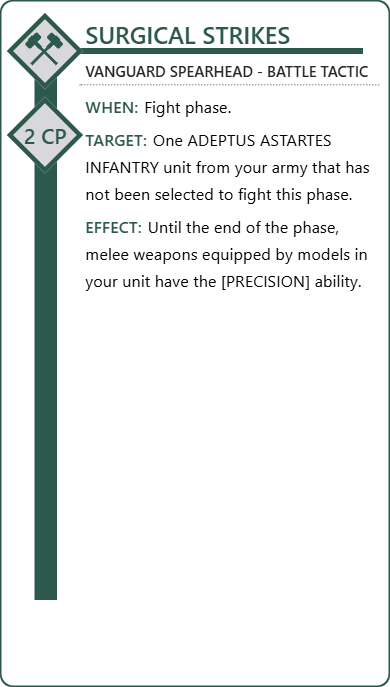 SURGICAL STRIKES
VANGUARD SPEARHEAD - BATTLE TACTIC
WHEN: Fight phase.
2 CP
TARGET: One ADEPTUS ASTARTES
INFANTRY unit from your army that has
not been selected to fight this phase.
EFFECT: Until the end of the phase,
melee weapons equipped by models in
your unit have the [PRECISION] ability.